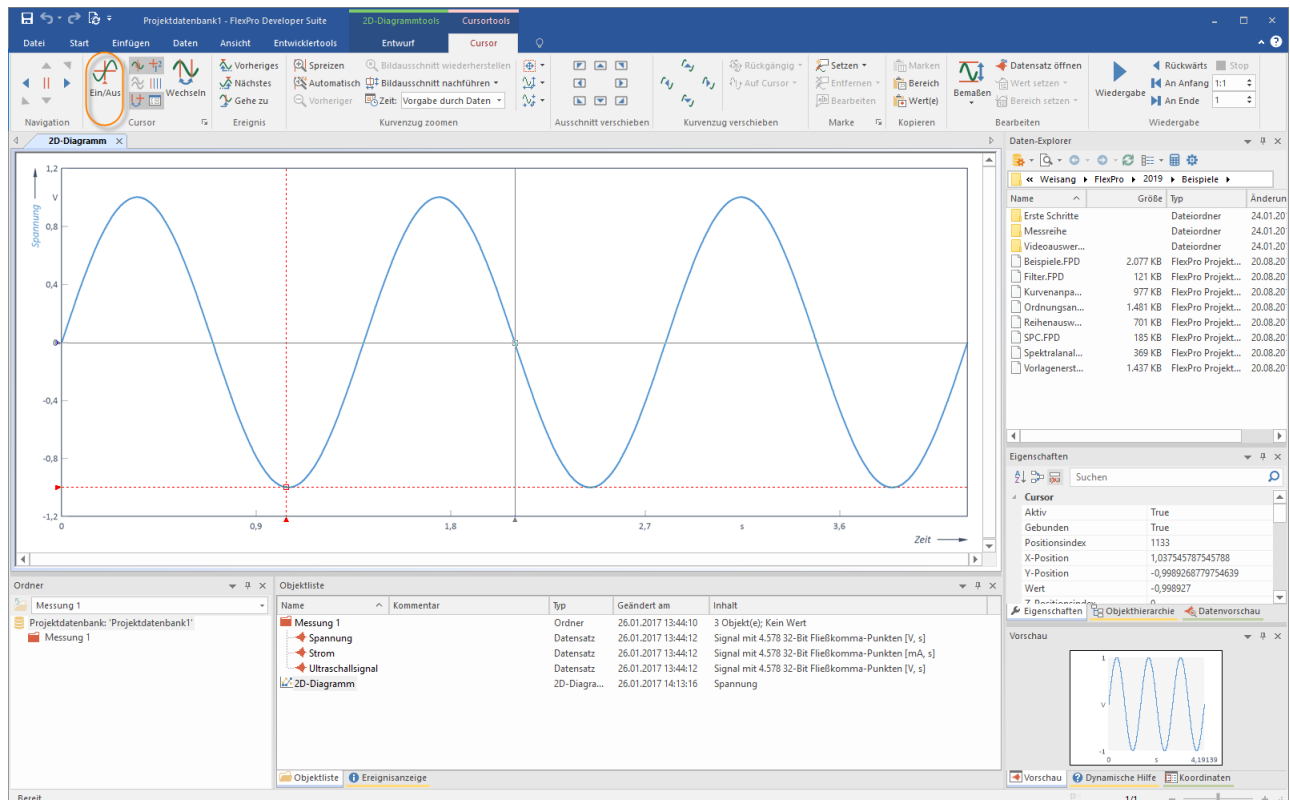 Projektdatenbank1 - FlexPro Developer Suite
2D-Diagrammtools Cursortools
Datei Start Einfügen Daten Ansicht Entwicklertools Entwurf Cursor
Ein/Aus
Wechseln
Vorheriges
Nächstes
Gehe zu
Spreizen
Automatisch
Vorheriger
Bildausschnitt wiederherstellen
Bildausschnitt nachführen
Zeit: Vorgabe durch Daten
Rückgängig
Auf Cursor
Setzen
Entfernen
Bearbeiten
Marken
Bereich
Wert(e)
Bemaßen
Datensatz öffnen
Wert setzen
Bereich setzen
Wiedergabe
Rückwärts Stop
An Anfang 1:1
An Ende 1
Navigation Cursor Ereignis Kurvenzug zoomen Ausschnitt verschieben Kurvenzug verschieben Marke Kopieren Bearbeiten Wiedergabe
2D-Diagramm
1,2
V
0,8
0,4
0
-0,4
-0,8
-1,2
Spannung
0 0,9 1,8 2,7 s 3,6
Zeit
Daten-Explorer
« Weisang FlexPro 2019 Beispiele
Name Größe Typ Änderun
Erste Schritte Dateiordner 24.01.20
Messreihe Dateiordner 24.01.20
Videoauswer... Dateiordner 24.01.20
Beispiele.FPD 2.077 KB FlexPro Projekt... 20.08.20
Filter.FPD 121 KB FlexPro Projekt... 20.08.20
Kurvenanpa... 977 KB FlexPro Projekt... 20.08.20
Ordnungsan... 1.481 KB FlexPro Projekt... 20.08.20
Reihenausw... 701 KB FlexPro Projekt... 20.08.20
SPC.FPD 185 KB FlexPro Projekt... 20.08.20
Spektralanal... 369 KB FlexPro Projekt... 20.08.20
Vorlagenerst... 1.437 KB FlexPro Projekt... 20.08.20
Eigenschaften
Suchen
Cursor
Aktiv True
Gebunden True
Positionsindex 1133
X-Position 1,037545787545788
Y-Position -0,9989268779754639
Wert -0,998927
Eigenschaften Objekthierarchie Datenvorschau
Ordner
Messung 1
Projektdatenbank: 'Projektdatenbank1'
Messung 1
Objektliste
Name Kommentar Typ Geändert am Inhalt
Messung 1 Ordner 26.01.2017 13:44:10 3 Objekt(e); Kein Wert
Spannung Datensatz 26.01.2017 13:44:12 Signal mit 4.578 32-Bit Fließkomma-Punkten [V, s]
Strom Datensatz 26.01.2017 13:44:12 Signal mit 4.578 32-Bit Fließkomma-Punkten [mA, s]
Ultraschallsignal Datensatz 26.01.2017 13:44:12 Signal mit 4.578 32-Bit Fließkomma-Punkten [V, s]
2D-Diagramm 2D-Diagra... 26.01.2017 14:13:16 Spannung
Objektliste Ereignisanzeige
Vorschau
1
V
-1
0 s 4,19139
Vorschau Dynamische Hilfe Koordinaten
Bereit
1/1